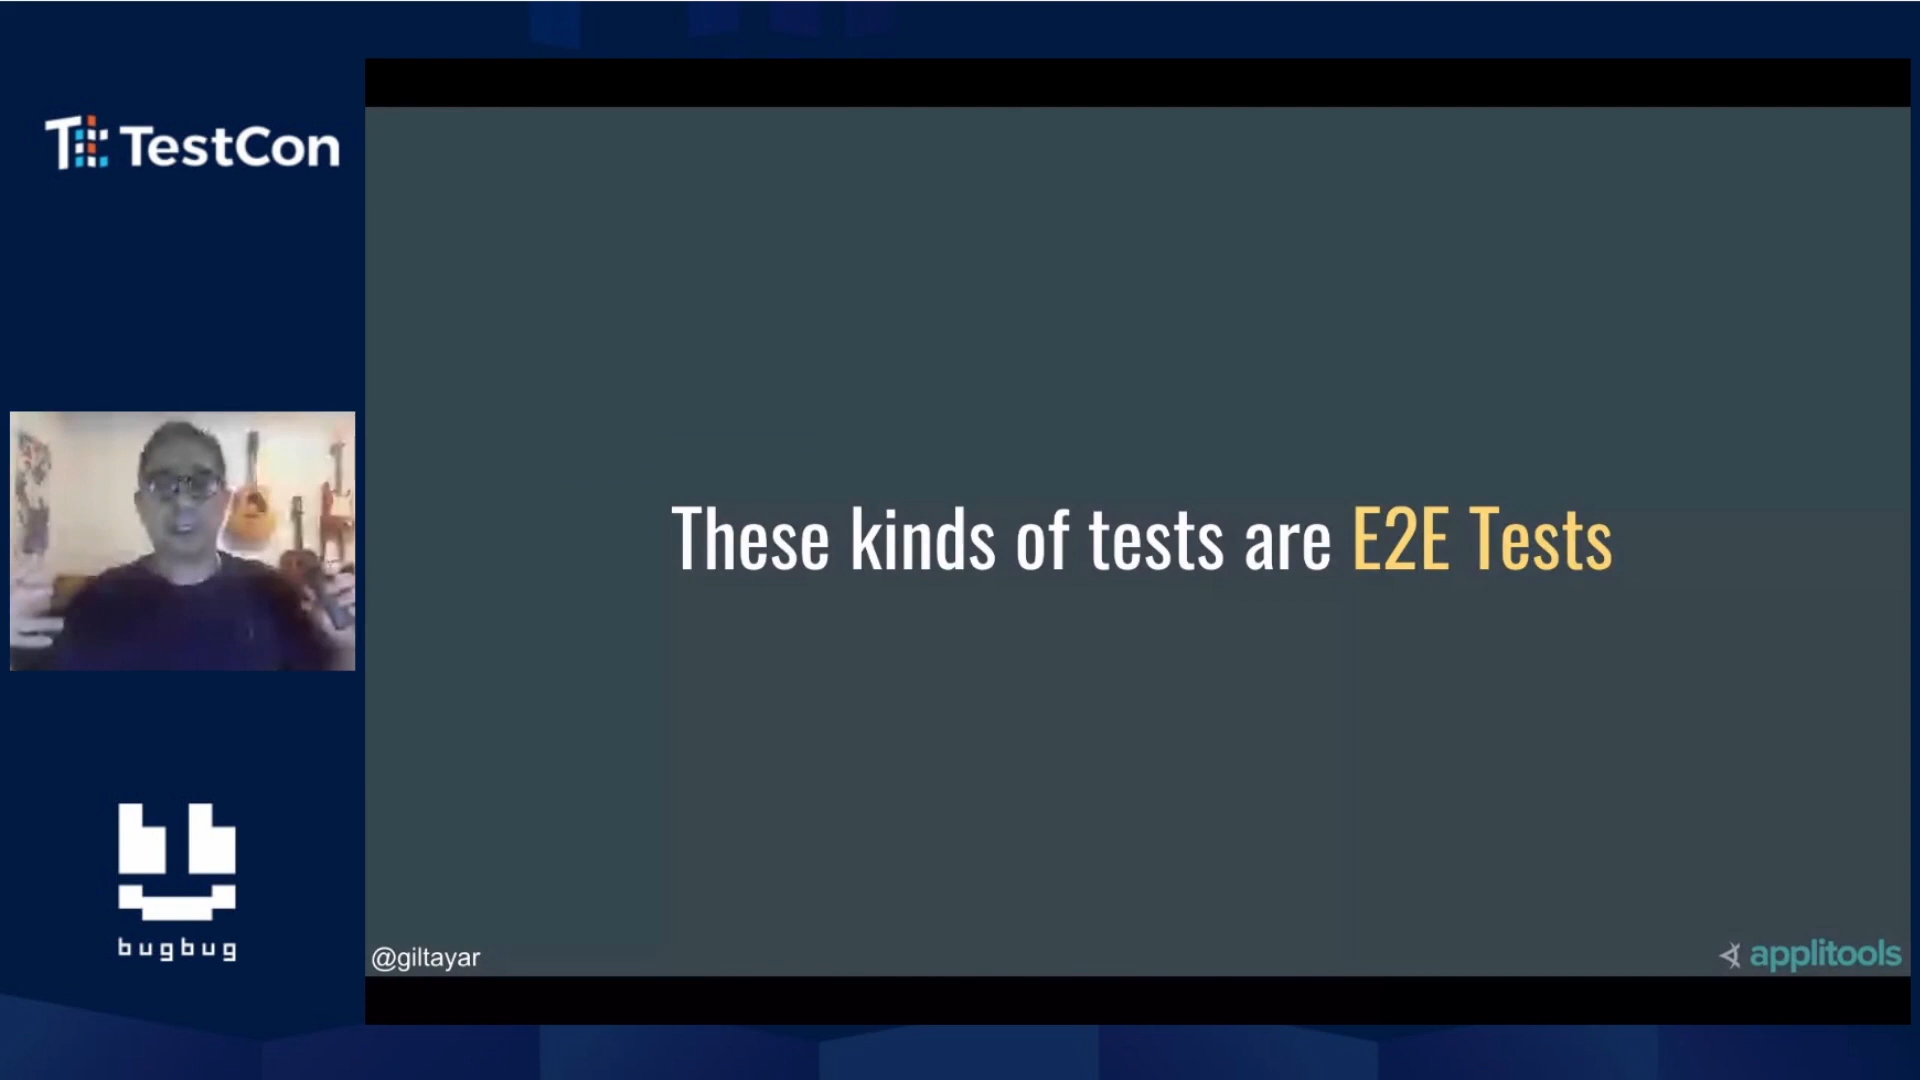 TestCon
These kinds of tests are E2E Tests
bugbug
@giltayar
applitools